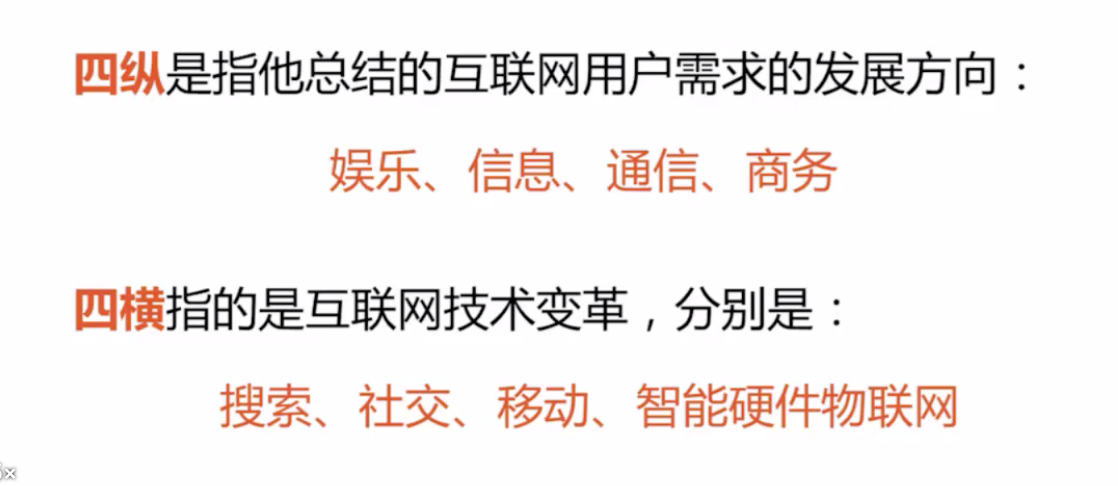 四纵是指他总结的互联网用户需求的发展方向：
娱乐、信息、通信、商务
四横指的是互联网技术变革，分别是：
搜索、社交、移动、智能硬件物联网